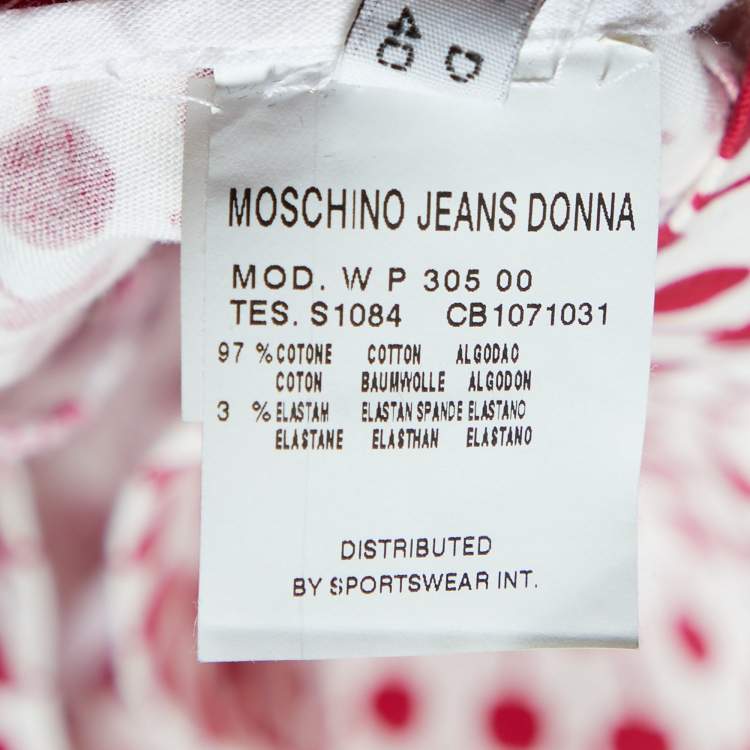 40
D
MOSCHINO JEANS DONNA
MOD. W P 305 00
TES. S1084 CB1071031
97 % COTONE COTTON ALGODAO
COTON BAUMWOLLE ALGODON
3 % ELASTAM ELASTAN SPANDE ELASTANO
ELASTANE ELASTHAN ELASTANO
DISTRIBUTED
BY SPORTSWEAR INT.